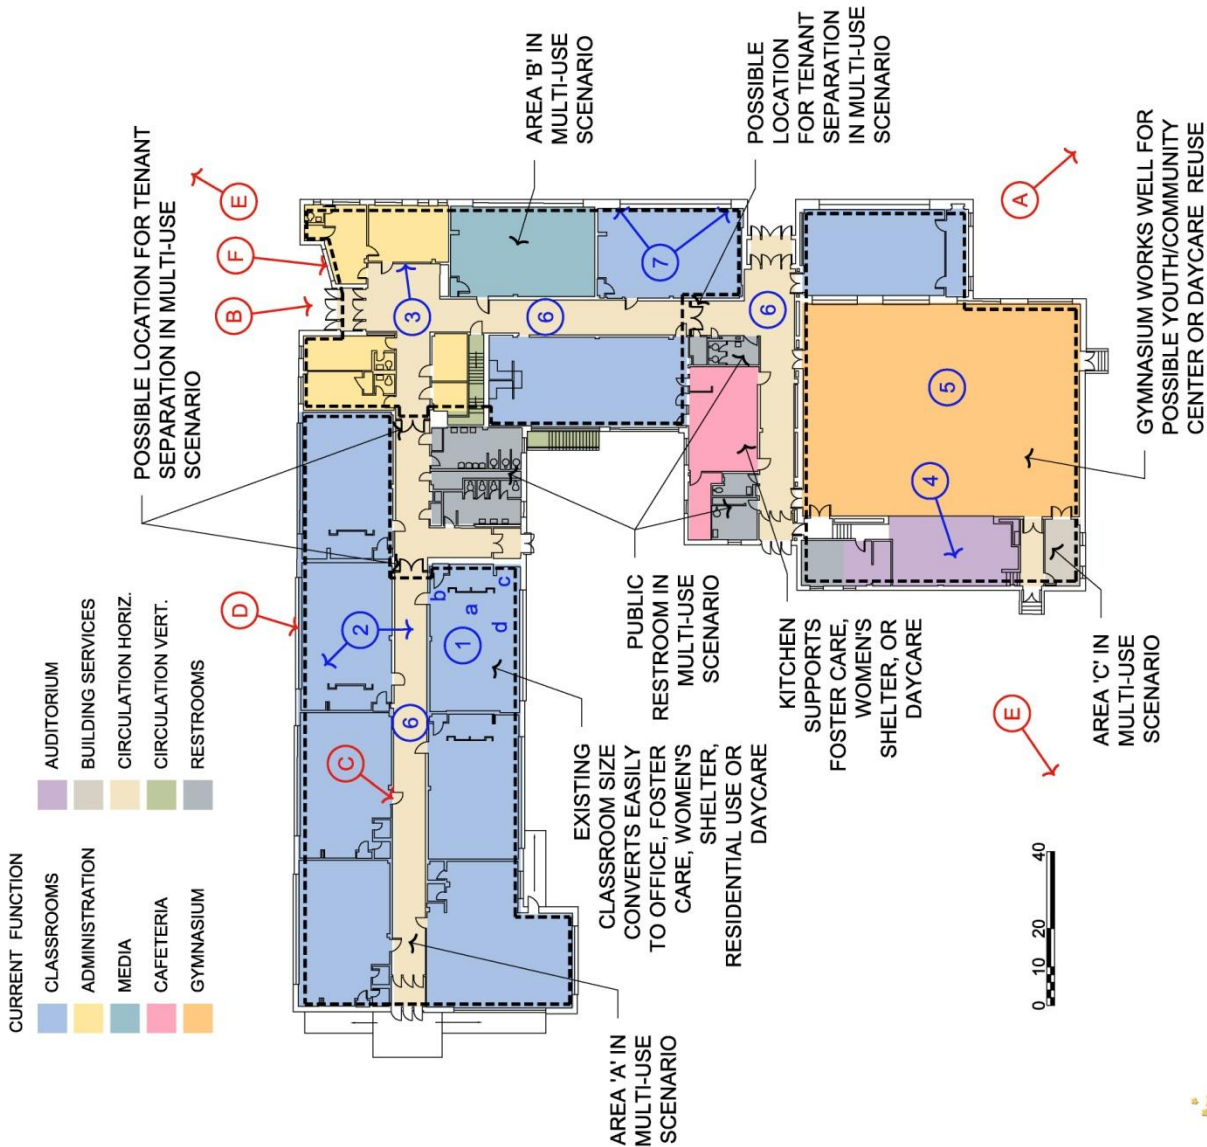 CURRENT FUNCTION
CLASSROOMS
ADMINISTRATION
MEDIA
CAFETERIA
GYMNASIUM
AUDITORIUM
BUILDING SERVICES
CIRCULATION HORIZ.
CIRCULATION VERT.
RESTROOMS
POSSIBLE LOCATION FOR TENANT
SEPARATION IN MULTI-USE
SCENARIO
AREA 'B' IN
MULTI-USE
SCENARIO
POSSIBLE
LOCATION
FOR TENANT
SEPARATION
IN MULTI-USE
SCENARIO
GYMNASIUM WORKS WELL FOR
POSSIBLE YOUTH/COMMUNITY
CENTER OR DAYCARE REUSE
AREA 'A' IN
MULTI-USE
SCENARIO
EXISTING
CLASSROOM SIZE
CONVERTS EASILY
TO OFFICE, FOSTER
CARE, WOMEN'S
SHELTER,
RESIDENTIAL USE OR
DAYCARE
PUBLIC
RESTROOM IN
MULTI-USE
SCENARIO
KITCHEN
SUPPORTS
FOSTER CARE,
WOMEN'S
SHELTER, OR
DAYCARE
AREA 'C' IN
MULTI-USE
SCENARIO
D
B
F
E
C
A
E
2
1
a
b
c
d
6
3
6
7
6
4
5
0
10
20
40